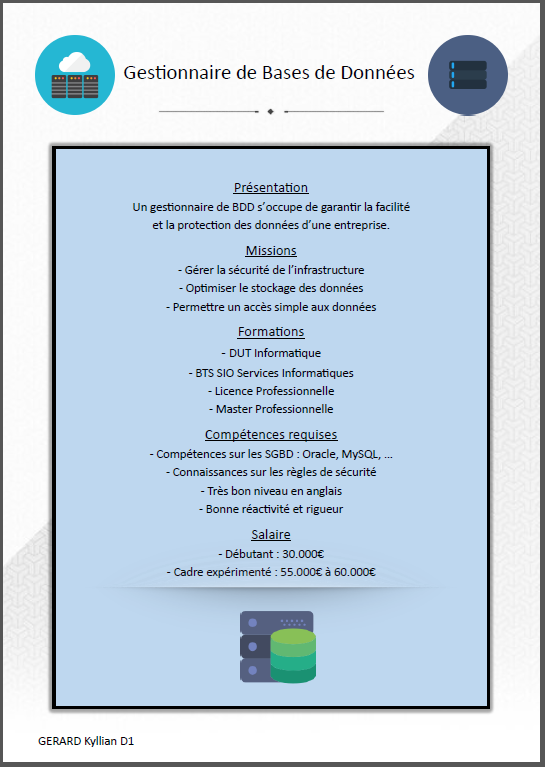 Gestionnaire de Bases de Données
Présentation
Un gestionnaire de BDD s'occupe de garantir la facilité
et la protection des données d'une entreprise.
Missions
- Gérer la sécurité de l'infrastructure
- Optimiser le stockage des données
- Permettre un accès simple aux données
Formations
- DUT Informatique
- BTS SIO Services Informatiques
- Licence Professionnelle
- Master Professionnelle
Compétences requises
- Compétences sur les SGBD : Oracle, MySQL, ...
- Connaissances sur les règles de sécurité
- Très bon niveau en anglais
- Bonne réactivité et rigueur
Salaire
- Débutant : 30.000€
- Cadre expérimenté : 55.000€ à 60.000€
GERARD Kyllian D1